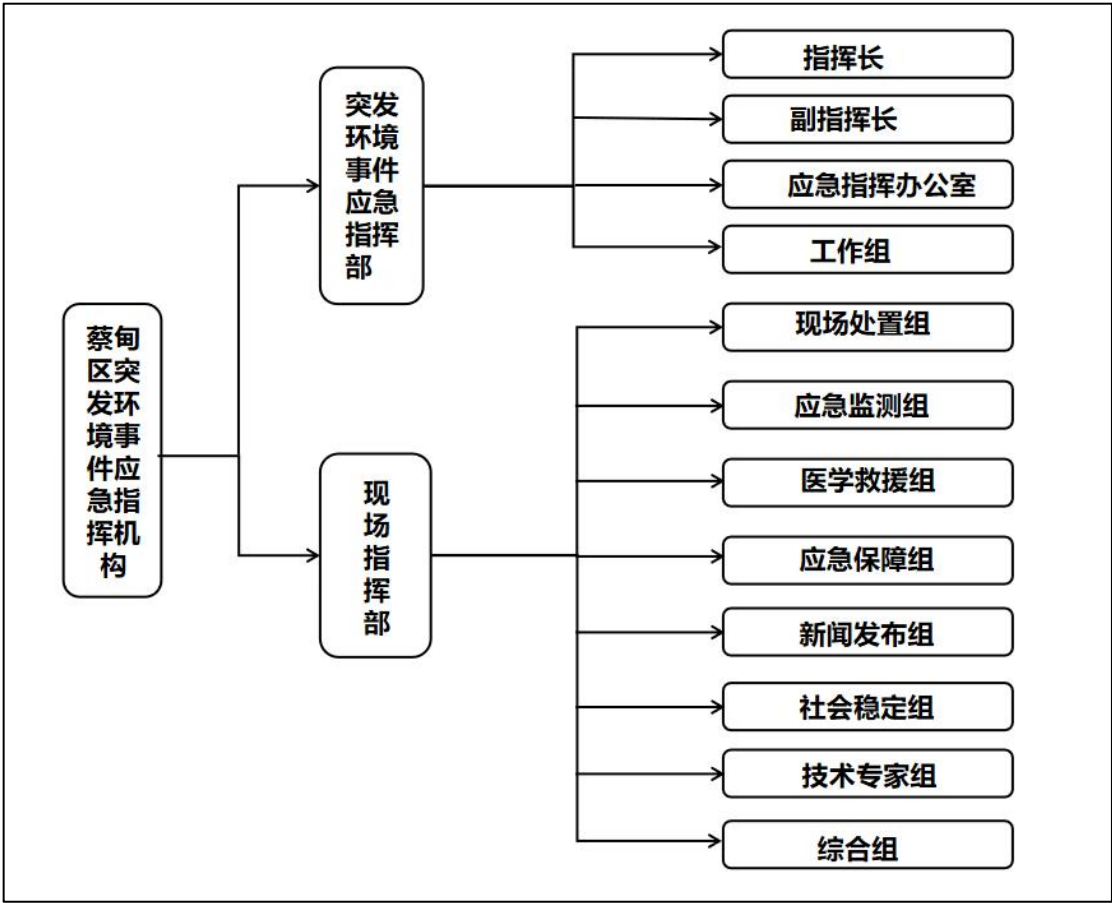 蔡甸
区突
发环
境事
件应
急指
挥机
构
突发
环境
事件
应急
指挥
部
指挥长
副指挥长
应急指挥办公室
工作组
现
场
指
挥
部
现场处置组
应急监测组
医学救援组
应急保障组
新闻发布组
社会稳定组
技术专家组
综合组